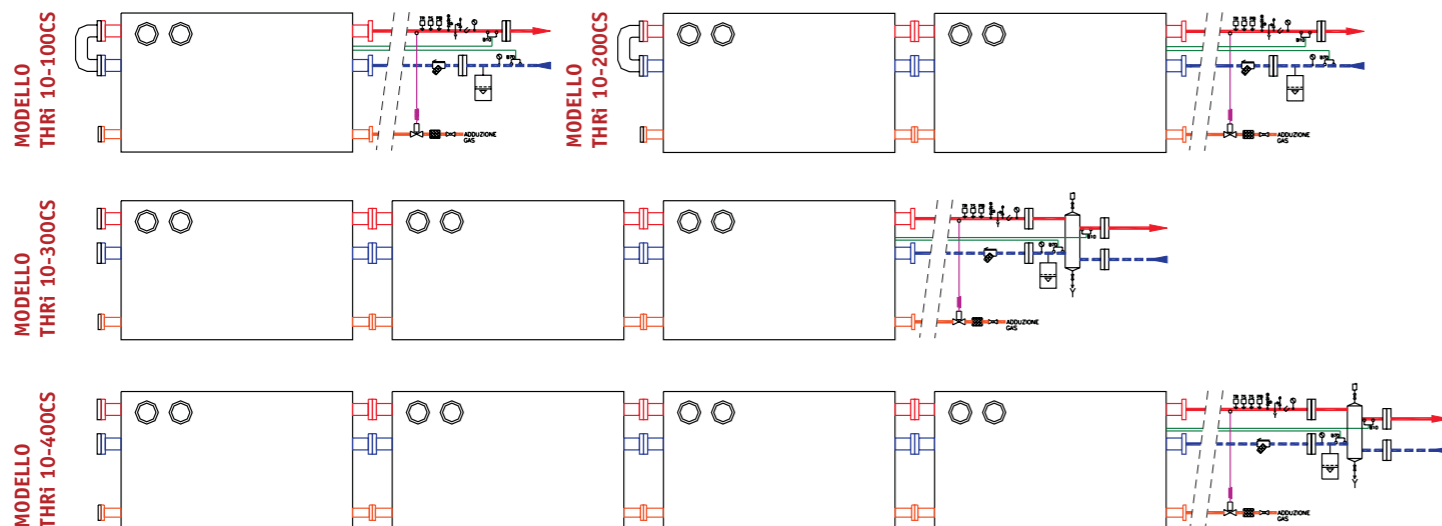 MODELLO
THRi 10-100CS
ADDUZIONE
GAS
MODELLO
THRi 10-200CS
ADDUZIONE
GAS
MODELLO
THRi 10-300CS
ADDUZIONE
GAS
MODELLO
THRi 10-400CS
ADDUZIONE
GAS